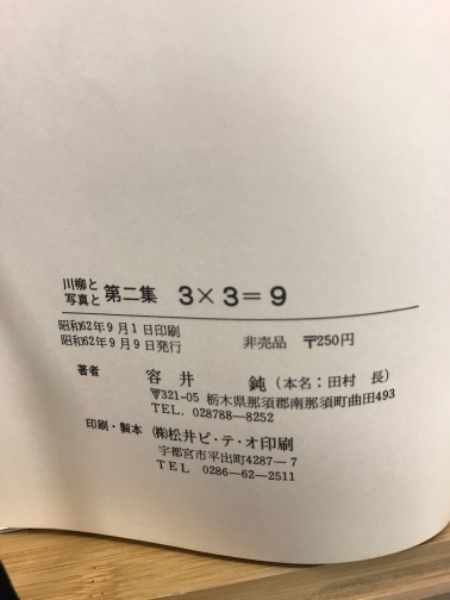 川柳と
写真と 第二集 3×3=9
昭和62年9月1日印刷
昭和62年9月9日発行 非売品 〒250円
著者 容井 鈍(本名:田村 長)
〒321-05 栃木県那須郡南那須町曲田493
TEL. 028788-8252
印刷・製本 ㈱松井ピ・テ・オ印刷
宇都宮市平出町4287-7
TEL 0286-62-2511